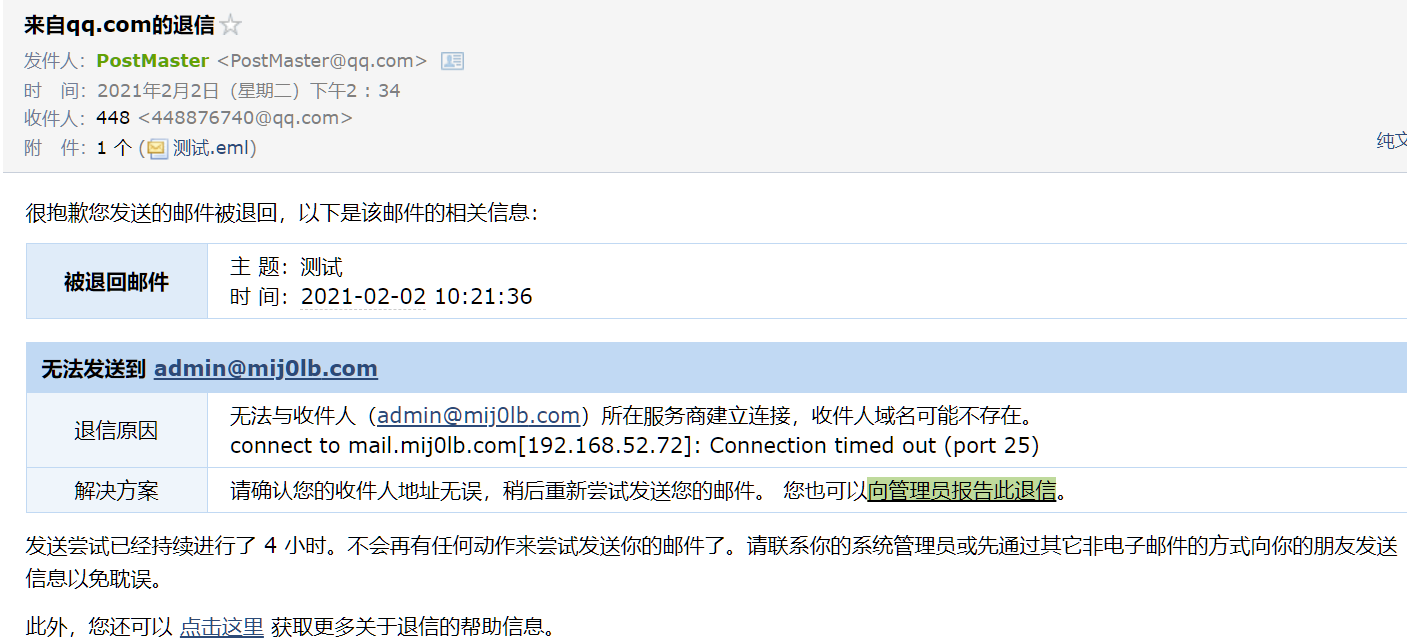 来自qq.com的退信
发件人：PostMaster <PostMaster@qq.com>
时 间：2021年2月2日（星期二）下午2：34
收件人：448 <448876740@qq.com>
附 件：1 个 (测试.eml)
纯文
很抱歉您发送的邮件被退回，以下是该邮件的相关信息：
被退回邮件
主 题：测试
时 间：2021-02-02 10:21:36
无法发送到 admin@mij0lb.com
退信原因
无法与收件人（admin@mij0lb.com）所在服务商建立连接，收件人域名可能不存在。
connect to mail.mij0lb.com[192.168.52.72]: Connection timed out (port 25)
解决方案
请确认您的收件人地址无误，稍后重新尝试发送您的邮件。 您也可以向管理员报告此退信。
发送尝试已经持续进行了 4 小时。不会再有任何动作来尝试发送你的邮件了。请联系你的系统管理员或先通过其它非电子邮件的方式向你的朋友发送
信息以免耽误。
此外，您还可以 点击这里 获取更多关于退信的帮助信息。